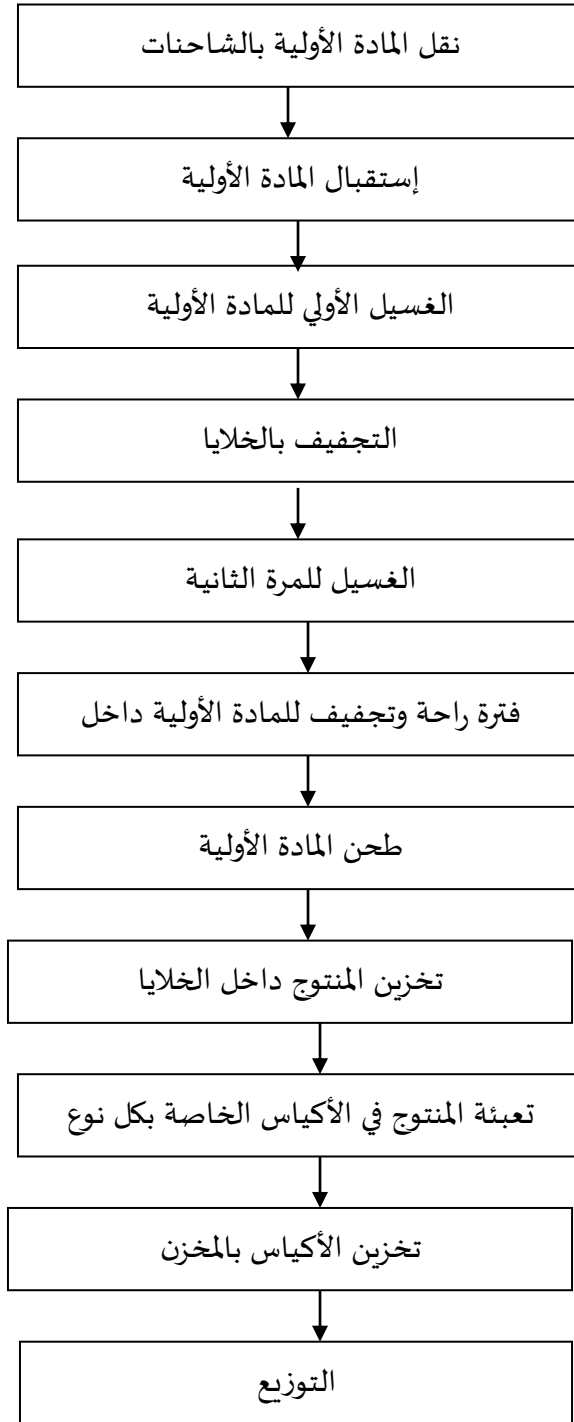 نقل المادة الأولية بالشاحنات
إستقبال المادة الأولية
الغسيل الأولي للمادة الأولية
التجفيف بالخلايا
الغسيل للمرة الثانية
فترة راحة وتجفيف للمادة الأولية داخل
طحن المادة الأولية
تخزين المنتوج داخل الخلايا
تعبئة المنتوج في الأكياس الخاصة بكل نوع
تخزين الأكياس بالمخزن
التوزيع